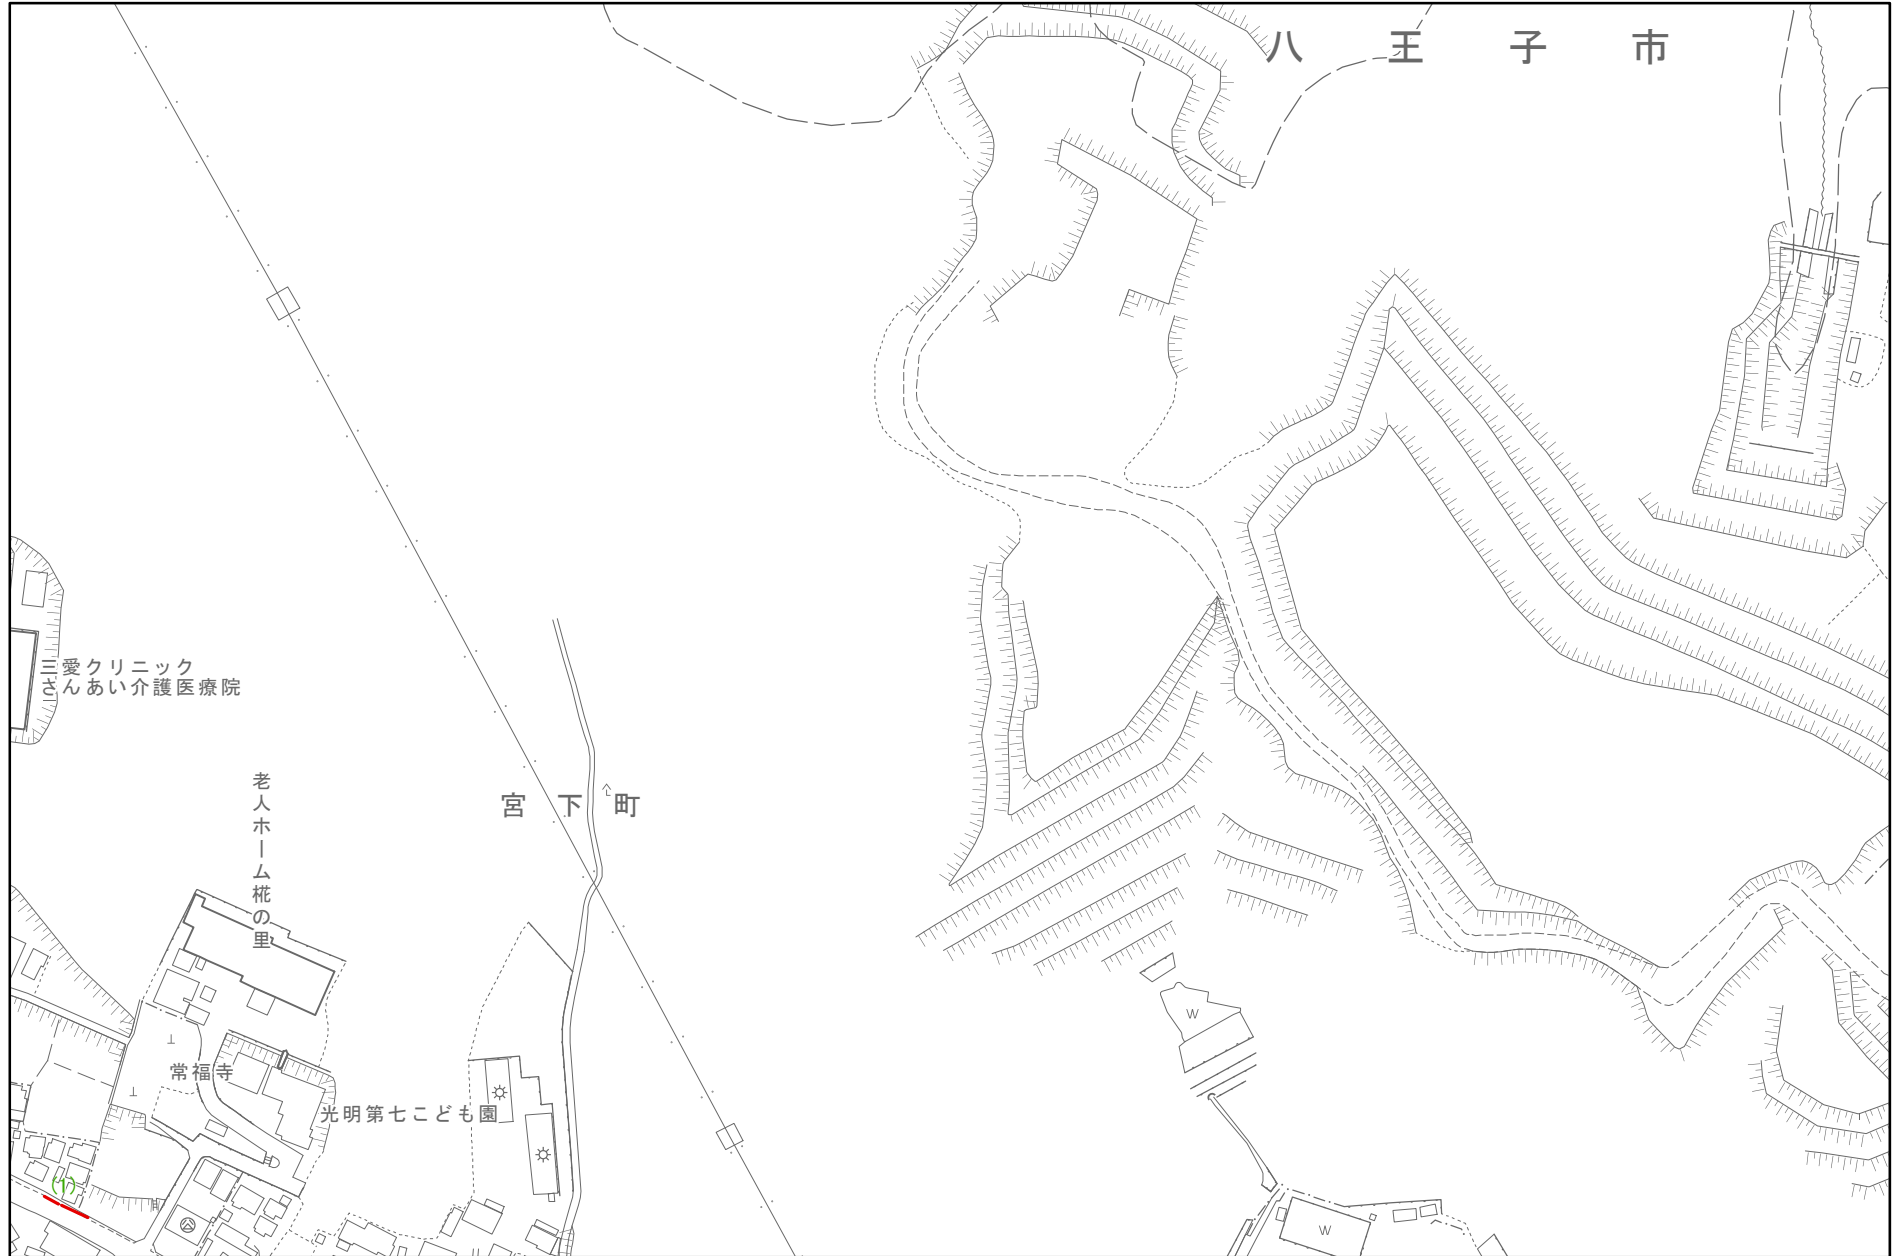 八王子市
三愛クリニック
さんあい介護医療院
老人ホーム椛の里
宮下町
常福寺
光明第七こども園
W
W
(1)